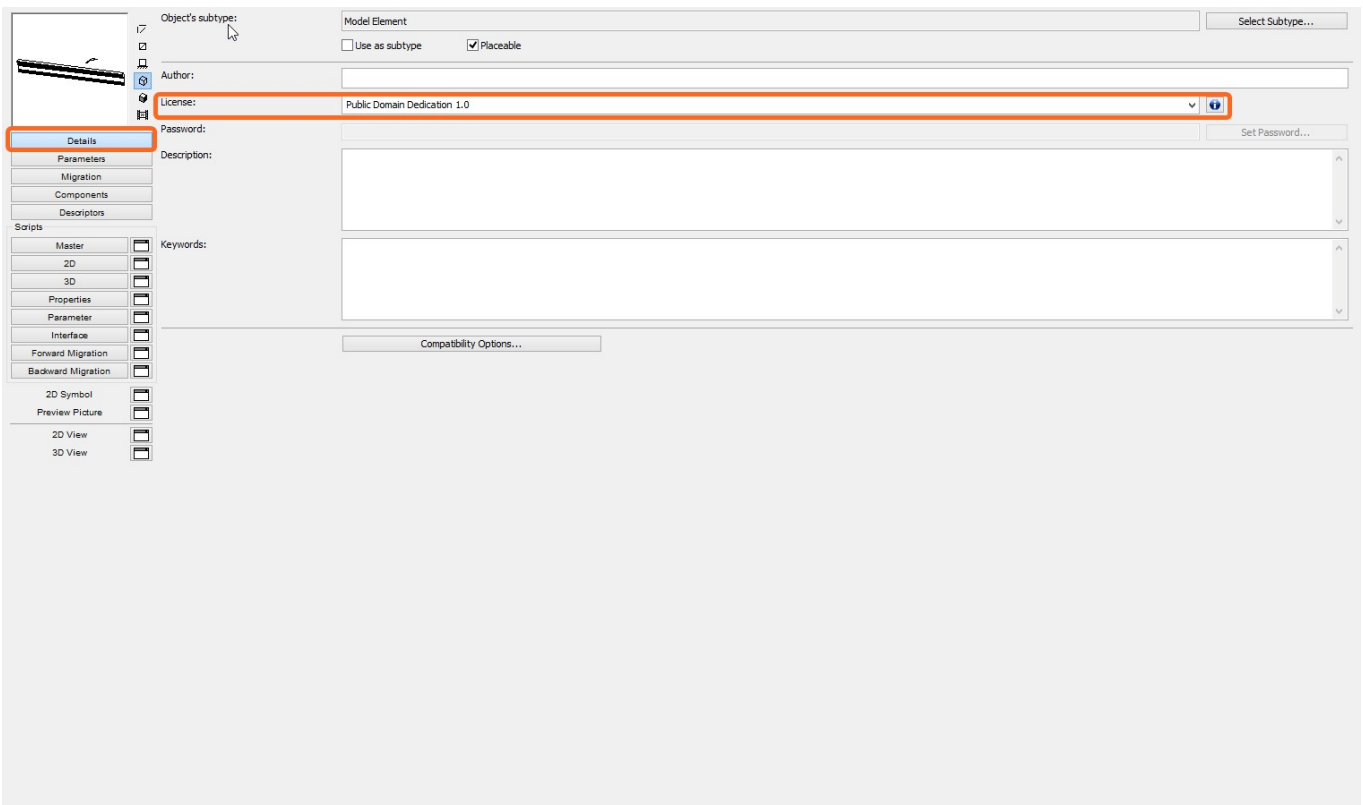 Object's subtype:
Model Element
Select Subtype...
Use as subtype
Placeable
Author:
License:
Public Domain Dedication 1.0
Password:
Set Password...
Description:
Keywords:
Compatibility Options...
Details
Parameters
Migration
Components
Descriptors
Scripts
Master
2D
3D
Properties
Parameter
Interface
Forward Migration
Backward Migration
2D Symbol
Preview Picture
2D View
3D View